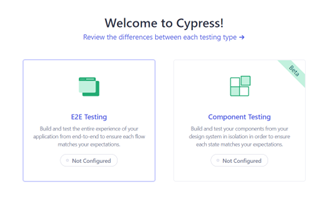 Welcome to Cypress!
Review the differences between each testing type →
Beta
E2E Testing
Build and test the entire experience of your
application from end-to-end to ensure each flow
matches your expectations.
Not Configured
Component Testing
Build and test your components from your
design system in isolation in order to ensure
each state matches your expectations.
Not Configured